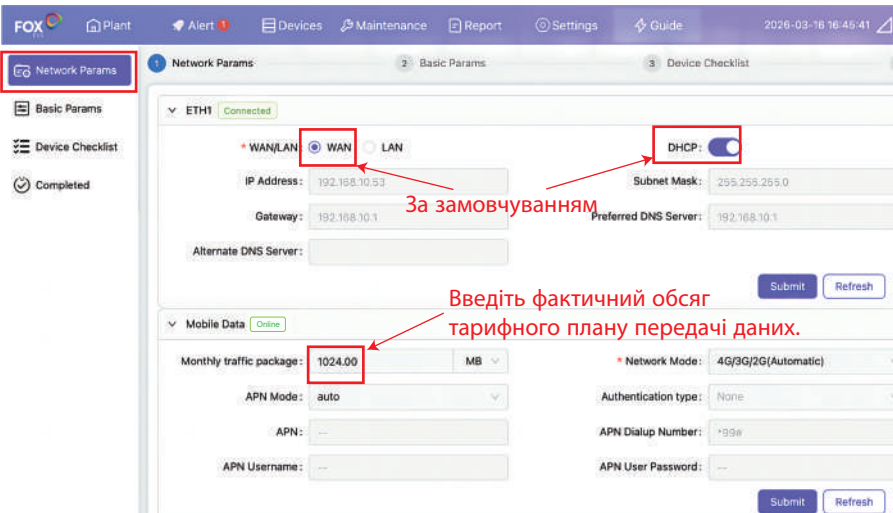 FOX Plant Alert Devices Maintenance Report Settings Guide 2026-03-16 16:45:41
Network Params
Basic Params
Device Checklist
Completed
1 Network Params 2 Basic Params 3 Device Checklist
ETH1 Connected
* WAN/LAN: WAN LAN DHCP:
IP Address: 192.168.10.53 Subnet Mask: 255.255.255.0
За замовчуванням
Gateway: 192.168.10.1 Preferred DNS Server: 192.168.10.1
Alternate DNS Server:
Submit Refresh
Введіть фактичний обсяг
тарифного плану передачі даних.
Mobile Data Online
Monthly traffic package: 1024.00 MB * Network Mode: 4G/3G/2G(Automatic)
APN Mode: auto Authentication type: None
APN: -- APN Dialup Number: *99#
APN Username: -- APN User Password: --
Submit Refresh